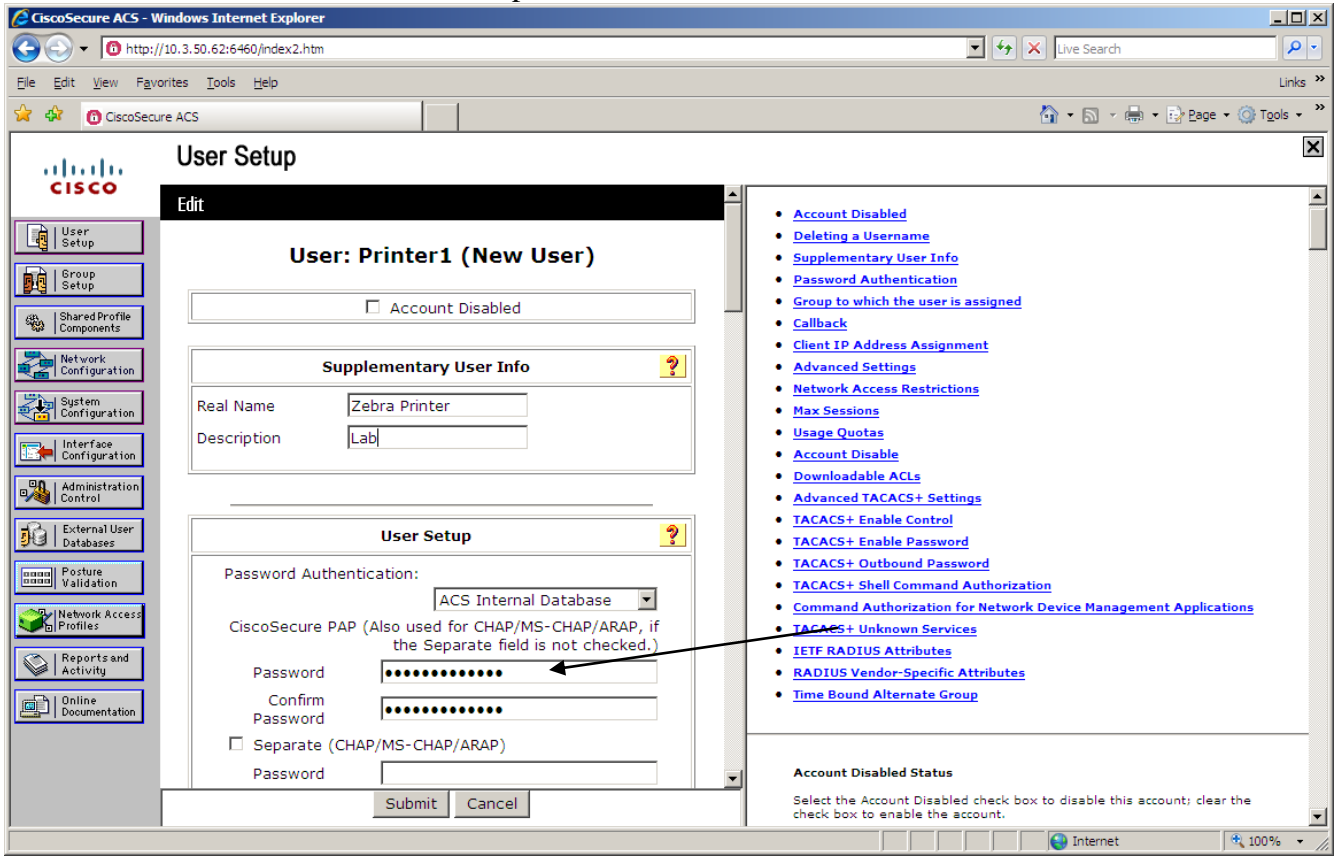 CiscoSecure ACS - Windows Internet Explorer
http://10.3.50.62:6460/index2.htm
Live Search
File Edit View Favorites Tools Help
Links »
CiscoSecure ACS
Page Tools »
CISCO
User Setup
User
Setup
Group
Setup
Shared Profile
Components
Network
Configuration
System
Configuration
Interface
Configuration
Administration
Control
External User
Databases
Posture
Validation
Network Access
Profiles
Reports and
Activity
Online
Documentation
Edit
User: Printer1 (New User)
Account Disabled
Supplementary User Info
?
Real Name Zebra Printer
Description Lab
User Setup
?
Password Authentication:
ACS Internal Database
CiscoSecure PAP (Also used for CHAP/MS-CHAP/ARAP, if
the Separate field is not checked.)
Password •••••••••••••
Confirm
Password •••••••••••••
Separate (CHAP/MS-CHAP/ARAP)
Password
Submit Cancel
• Account Disabled
• Deleting a Username
• Supplementary User Info
• Password Authentication
• Group to which the user is assigned
• Callback
• Client IP Address Assignment
• Advanced Settings
• Network Access Restrictions
• Max Sessions
• Usage Quotas
• Account Disable
• Downloadable ACLs
• Advanced TACACS+ Settings
• TACACS+ Enable Control
• TACACS+ Enable Password
• TACACS+ Outbound Password
• TACACS+ Shell Command Authorization
• Command Authorization for Network Device Management Applications
• TACACS+ Unknown Services
• IETF RADIUS Attributes
• RADIUS Vendor-Specific Attributes
• Time Bound Alternate Group
Account Disabled Status
Select the Account Disabled check box to disable this account; clear the
check box to enable the account.
Internet
100%